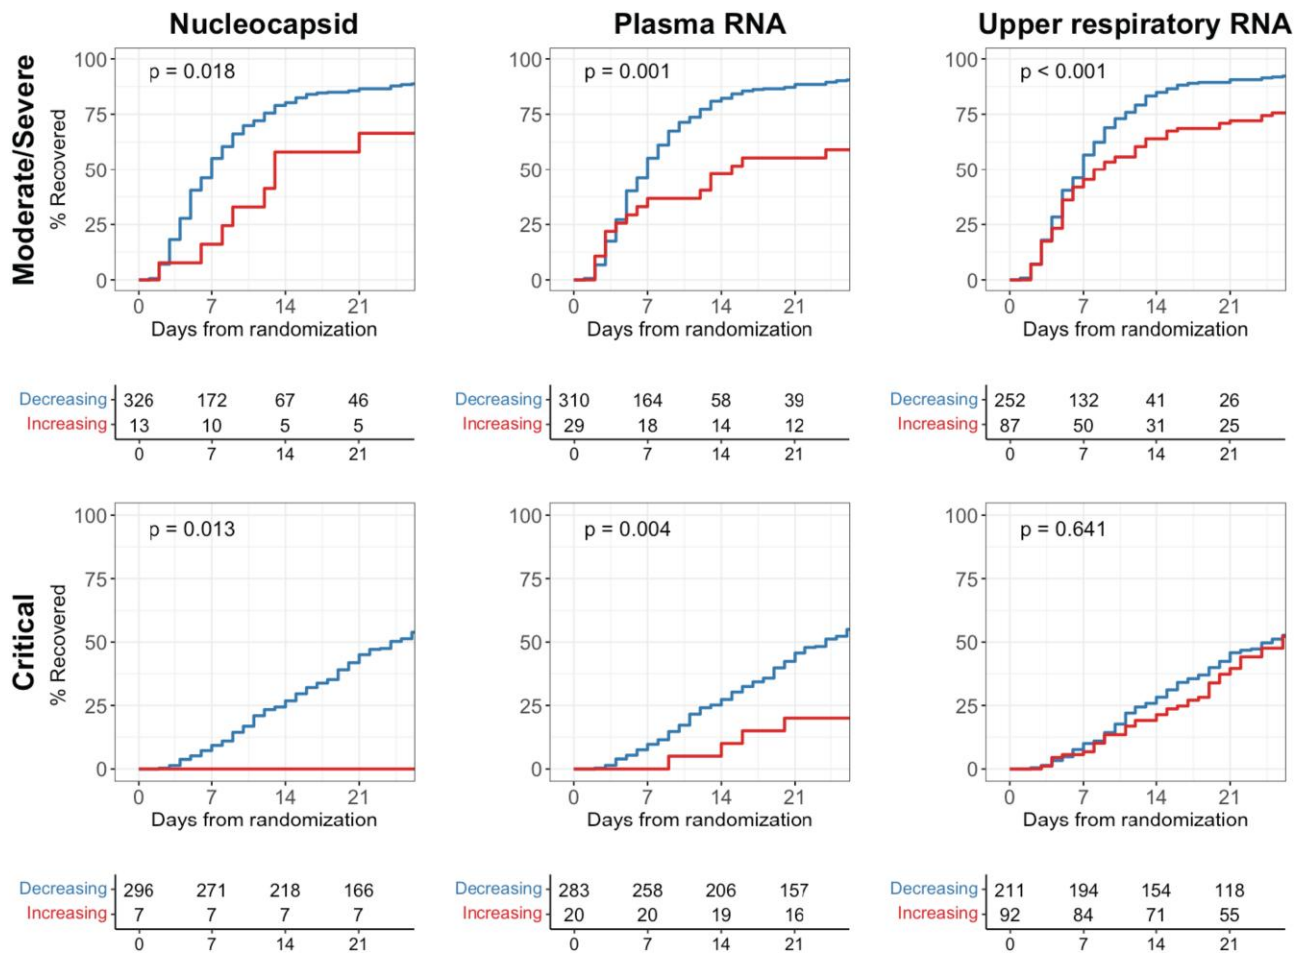 Nucleocapsid
Plasma RNA
Upper respiratory RNA
Moderate/Severe
% Recovered
100
75
50
25
0
p = 0.018
0 7 14 21
Days from randomization
100
75
50
25
0
p = 0.001
0 7 14 21
Days from randomization
100
75
50
25
0
p < 0.001
0 7 14 21
Days from randomization
Decreasing 326 172 67 46
Increasing 13 10 5 5
0 7 14 21
Decreasing 310 164 58 39
Increasing 29 18 14 12
0 7 14 21
Decreasing 252 132 41 26
Increasing 87 50 31 25
0 7 14 21
Critical
% Recovered
100
75
50
25
0
p = 0.013
0 7 14 21
Days from randomization
100
75
50
25
0
p = 0.004
0 7 14 21
Days from randomization
100
75
50
25
0
p = 0.641
0 7 14 21
Days from randomization
Decreasing 296 271 218 166
Increasing 7 7 7 7
0 7 14 21
Decreasing 283 258 206 157
Increasing 20 20 19 16
0 7 14 21
Decreasing 211 194 154 118
Increasing 92 84 71 55
0 7 14 21